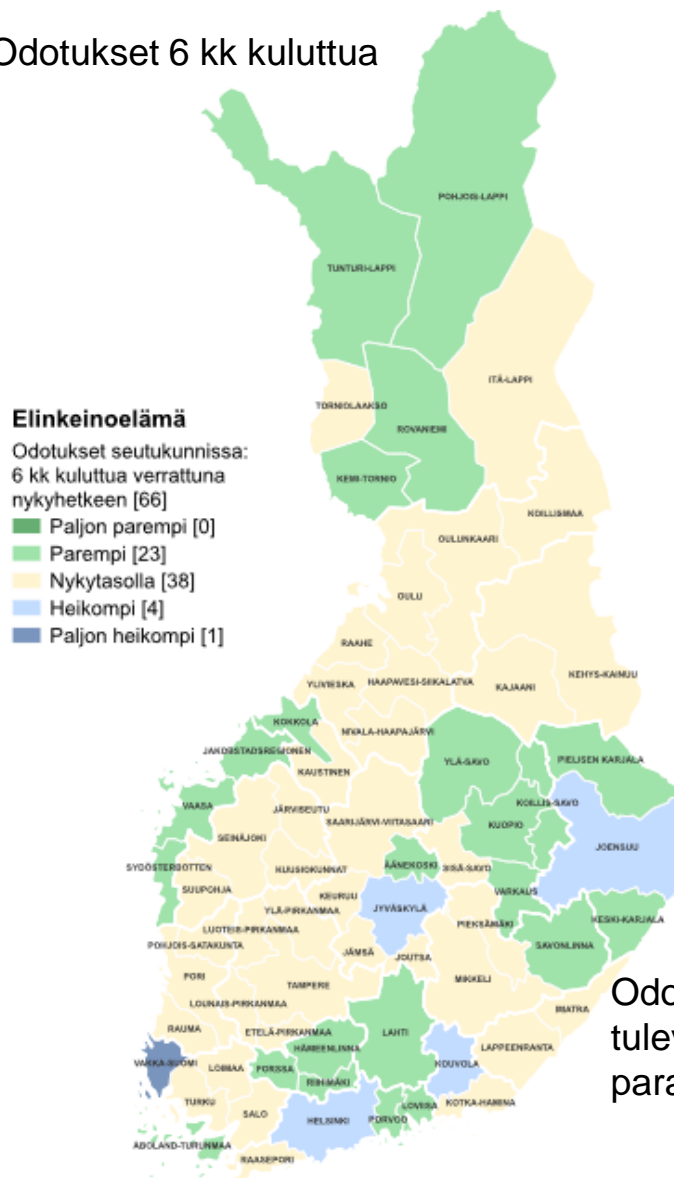 Odotukset 6 kk kuluttua
POHJOIS-LAPPI
TUNTURI-LAPPI
ITÄ-LAPPI
TORNIOLAAKSO
ROVANIEMI
KEMI-TORNIO
Elinkeinoelämä
Odotukset seutukunnissa:
6 kk kuluttua verrattuna
nykyhetkeen [66]
Paljon parempi [0]
Parempi [23]
Nykytasolla [38]
Heikompi [4]
Paljon heikompi [1]
KOILLISMAA
OULUNKAARI
OULU
RAAHE
YLIVIESKA
HAAPAVESI-SIIKALATVA
KAJAANI
KEHYS-KAINUU
KOKKOLA
NIVALA-HAAPAJÄRVI
JAKOBSTADSREGIONEN
KAUSTINEN
YLÄ-SAVO
PIELISEN KARJALA
VAASA
JÄRVISEUTU
SAARIJÄRVI-VIITASAARI
KOILLIS-SAVO
KUOPIO
SEINÄJOKI
JOENSUU
SYDÖSTERBOTTEN
KUUSIOKUNNAT
ÄÄNEKOSKI
SISÄ-SAVO
SUUPOHJA
KEURUU
VARKAUS
YLÄ-PIRKANMAA
JYVÄSKYLÄ
PIEKSÄMÄKI
KESKI-KARJALA
LUOTEIS-PIRKANMAA
POHJOIS-SATAKUNTA
JÄMSÄ
JOUTSA
SAVONLINNA
PORI
TAMPERE
MIKKELI
LOUNAIS-PIRKANMAA
IMATRA
RAUMA
ETELÄ-PIRKANMAA
LAHTI
HÄMEENLINNA
LAPPEENRANTA
VAKKA-SUOMI
LOIMAA
FORSSA
KOUVOLA
RIIHIMÄKI
TURKU
SALO
HELSINKI
PORVOO
LOVIISA
KOTKA-HAMINA
ÅBOLAND-TURUNMAA
RAASEPORI
Odo
tulev
para